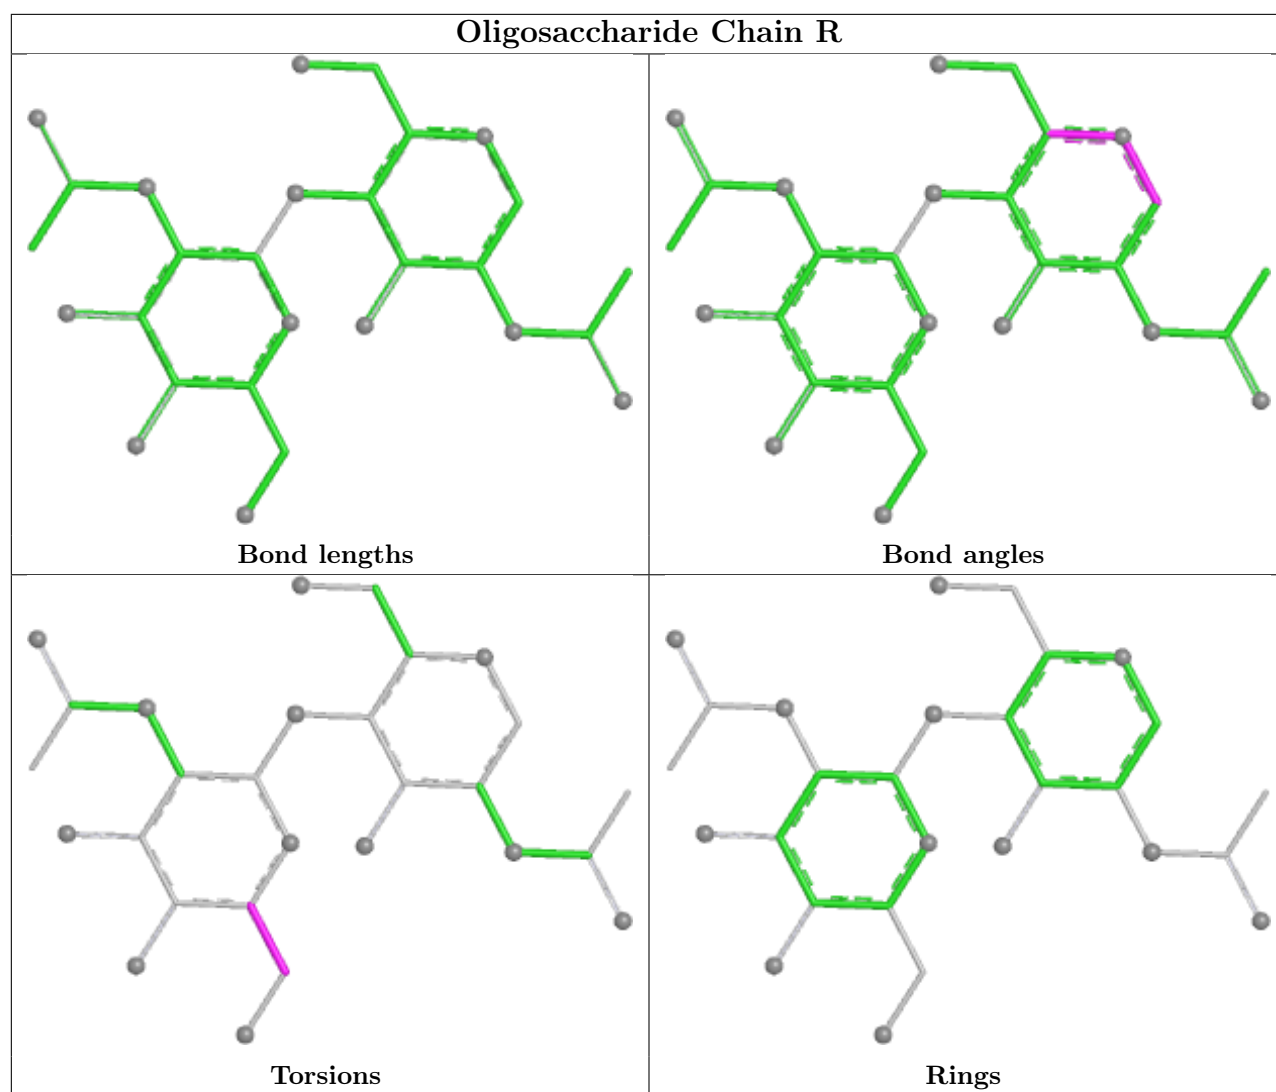 Oligosaccharide Chain R
Bond lengths
Bond angles
Torsions
Rings